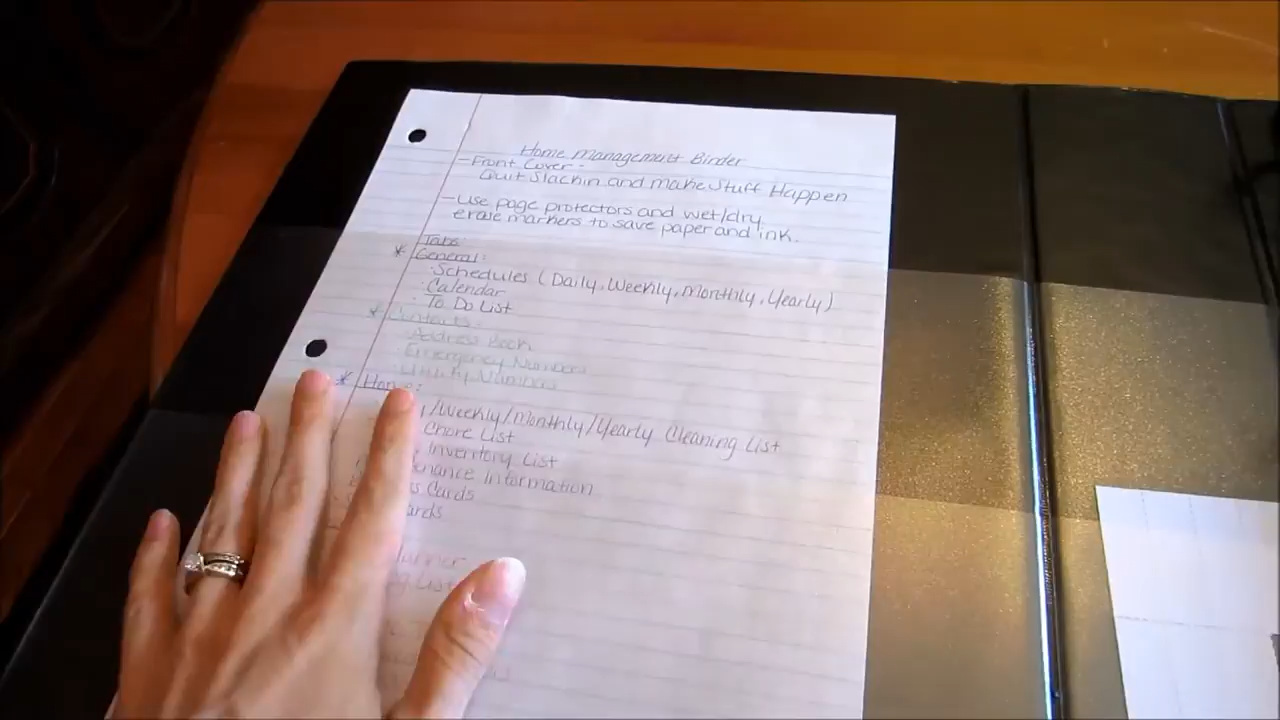 Home Management Binder
-Front Cover:
Quit Slackin and make Stuff Happen
-Use page protectors and wet/dry
erase markers to save paper and ink.
Tabs:
* General:
·Schedules (Daily, Weekly, Monthly, Yearly)
·Calendar
·To Do List
* Contacts:
·Address Book
·Emergency Numbers
·Utility Numbers
* Home:
/Weekly/Monthly/Yearly Cleaning List
Chore List
Inventory List
Information
Cards